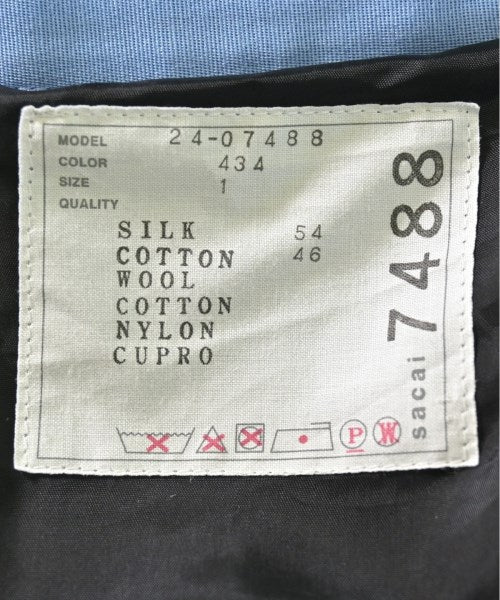 MODEL 24-07488
COLOR 434
SIZE 1
QUALITY
SILK 54
COTTON 46
WOOL
COTTON
NYLON
CUPRO
P
W
sacai 7488